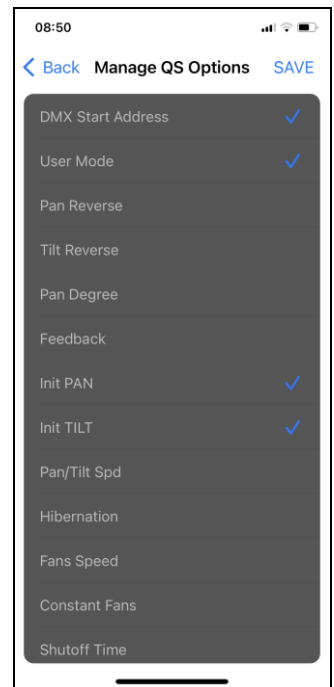 08:50
Back Manage QS Options SAVE
DMX Start Address
User Mode
Pan Reverse
Tilt Reverse
Pan Degree
Feedback
Init PAN
Init TILT
Pan/Tilt Spd
Hibernation
Fans Speed
Constant Fans
Shutoff Time